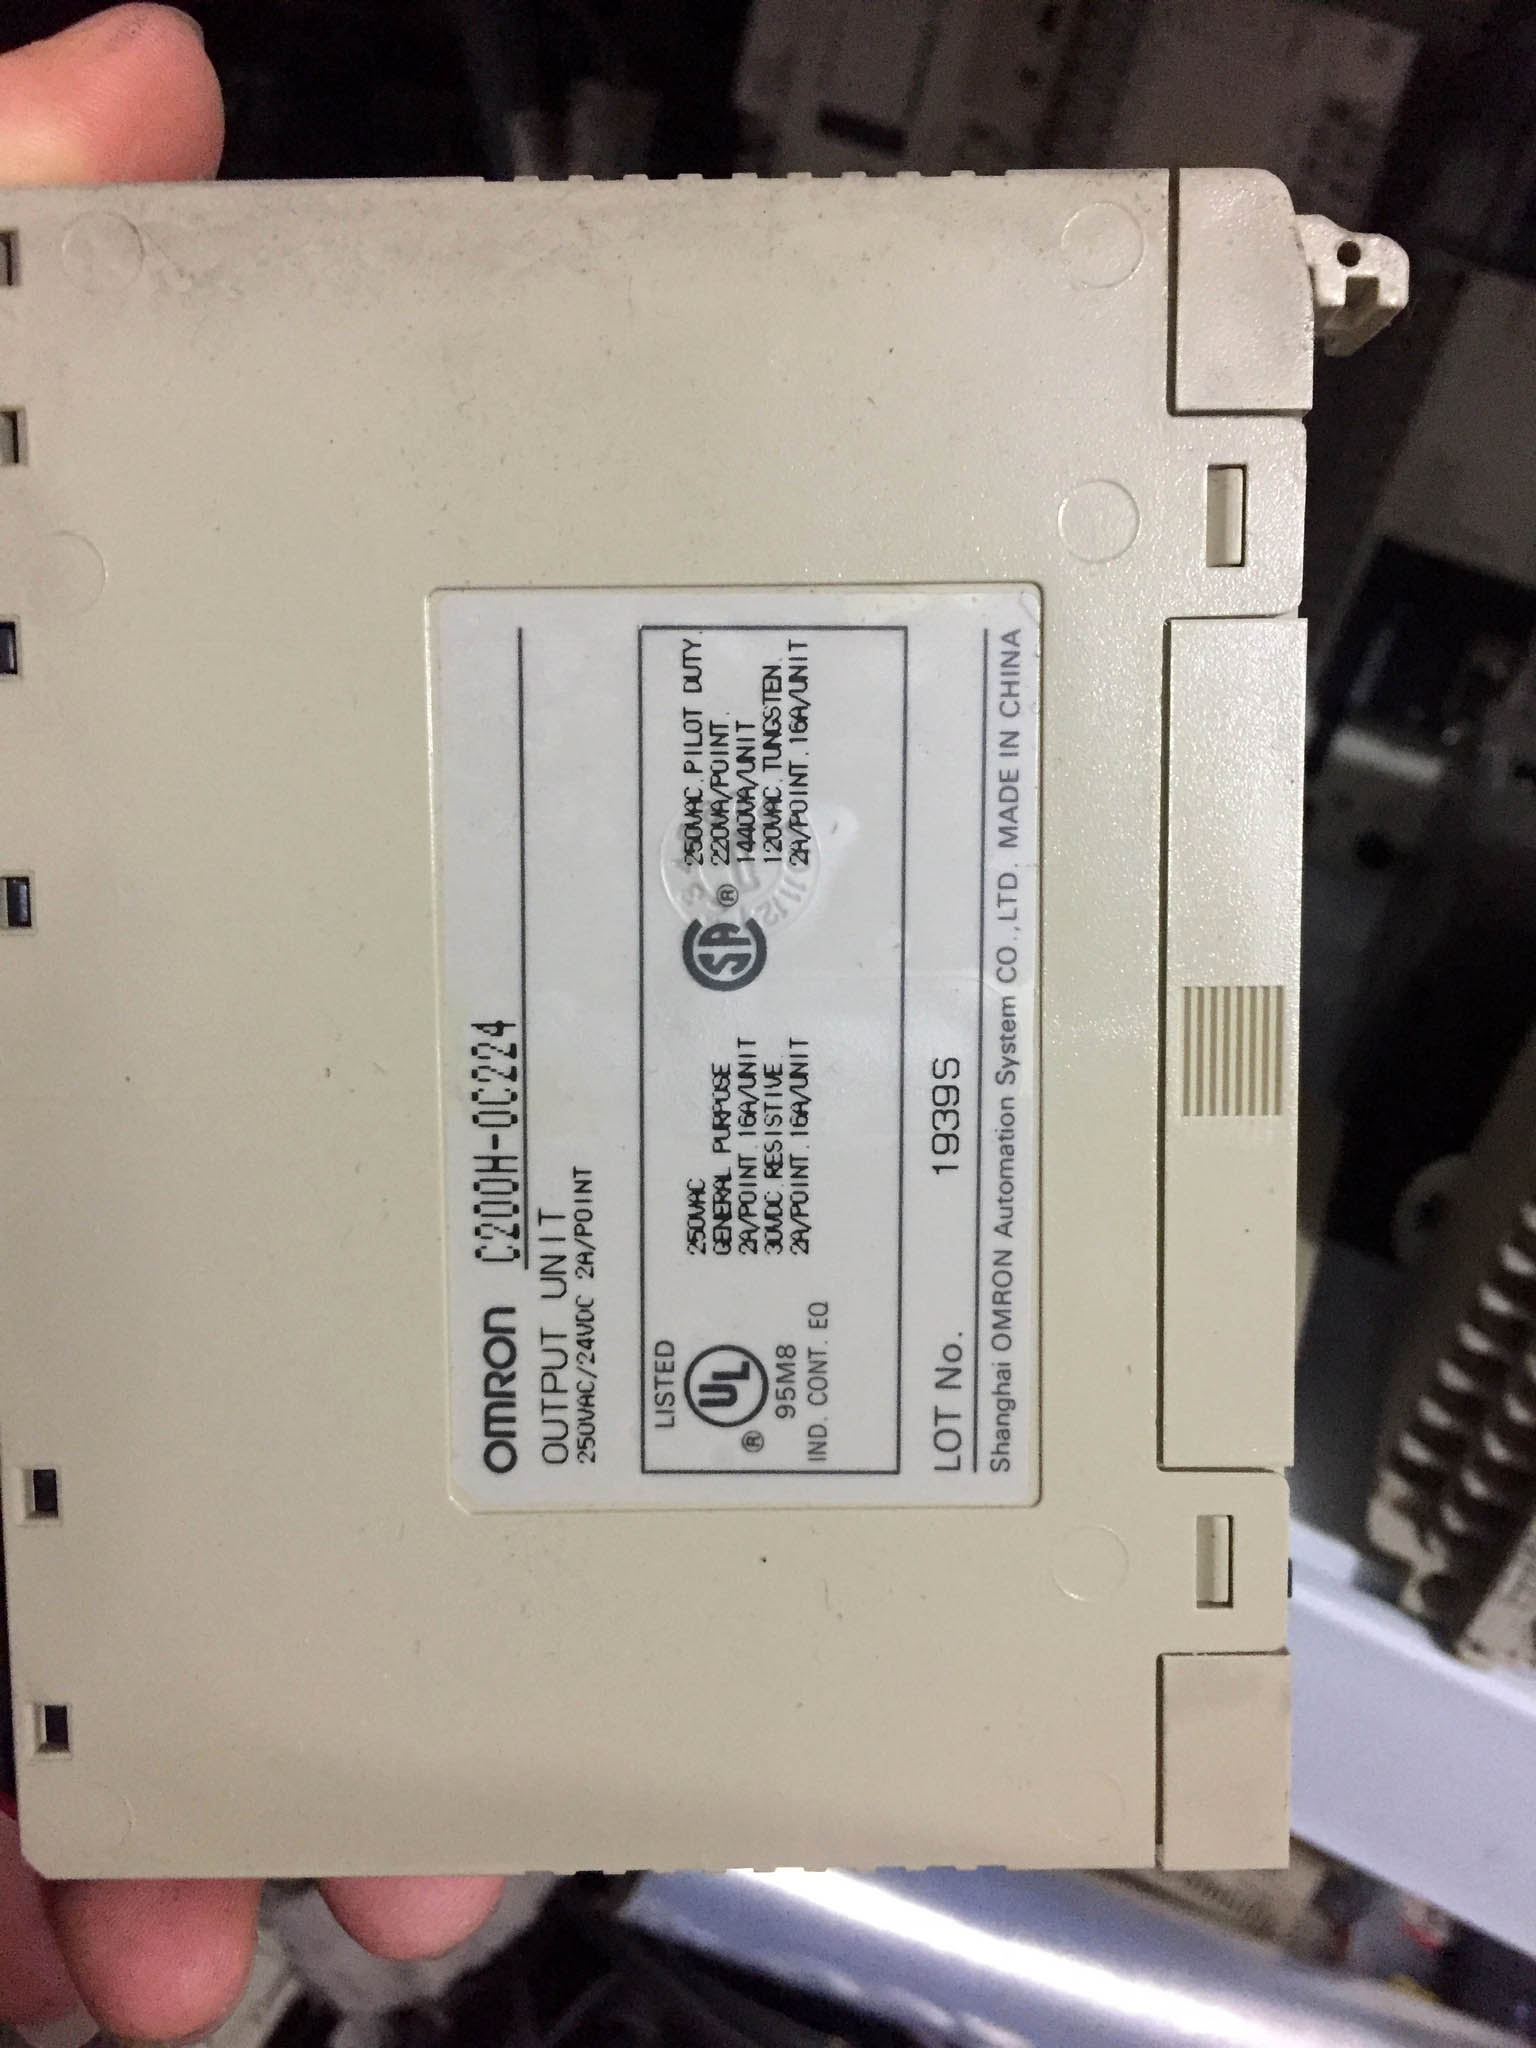 OMRON C200H-OC224
OUTPUT UNIT
250VAC/24VDC 2A/POINT
LISTED
UL
®
95M8
IND. CONT. EQ
250VAC
GENERAL PURPOSE
2A/POINT. 16A/UNIT
30VDC. RESISTIVE.
2A/POINT. 16A/UNIT
SA ®
250VAC. PILOT DUTY.
220VA/POINT.
1440VA/UNIT
120VAC. TUNGSTEN.
2A/POINT. 16A/UNIT
LOT No. 1939S
Shanghai OMRON Automation System CO.,LTD. MADE IN CHINA